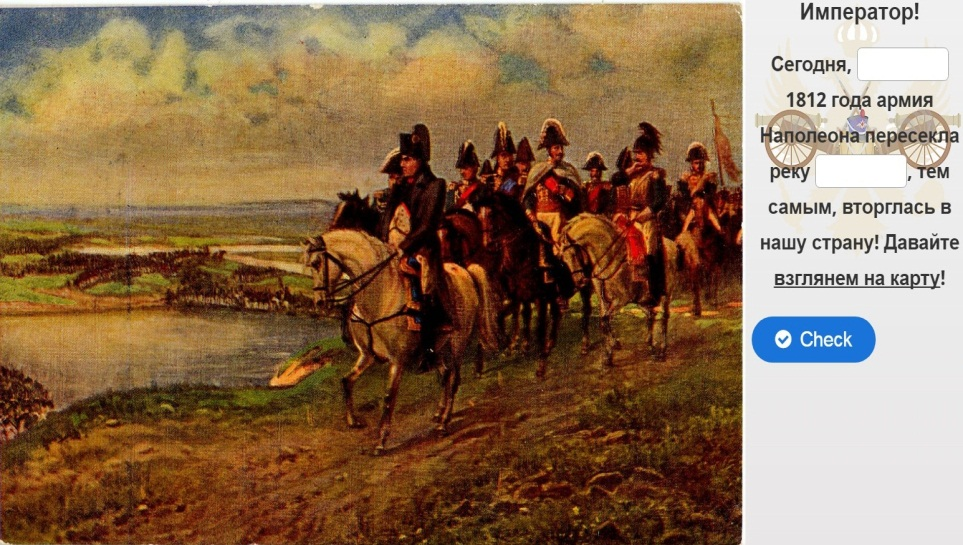 Император!
Сегодня,
1812 года армия
Наполеона пересекла
реку , тем
самым, вторглась в
нашу страну! Давайте
взглянем на карту!
Check